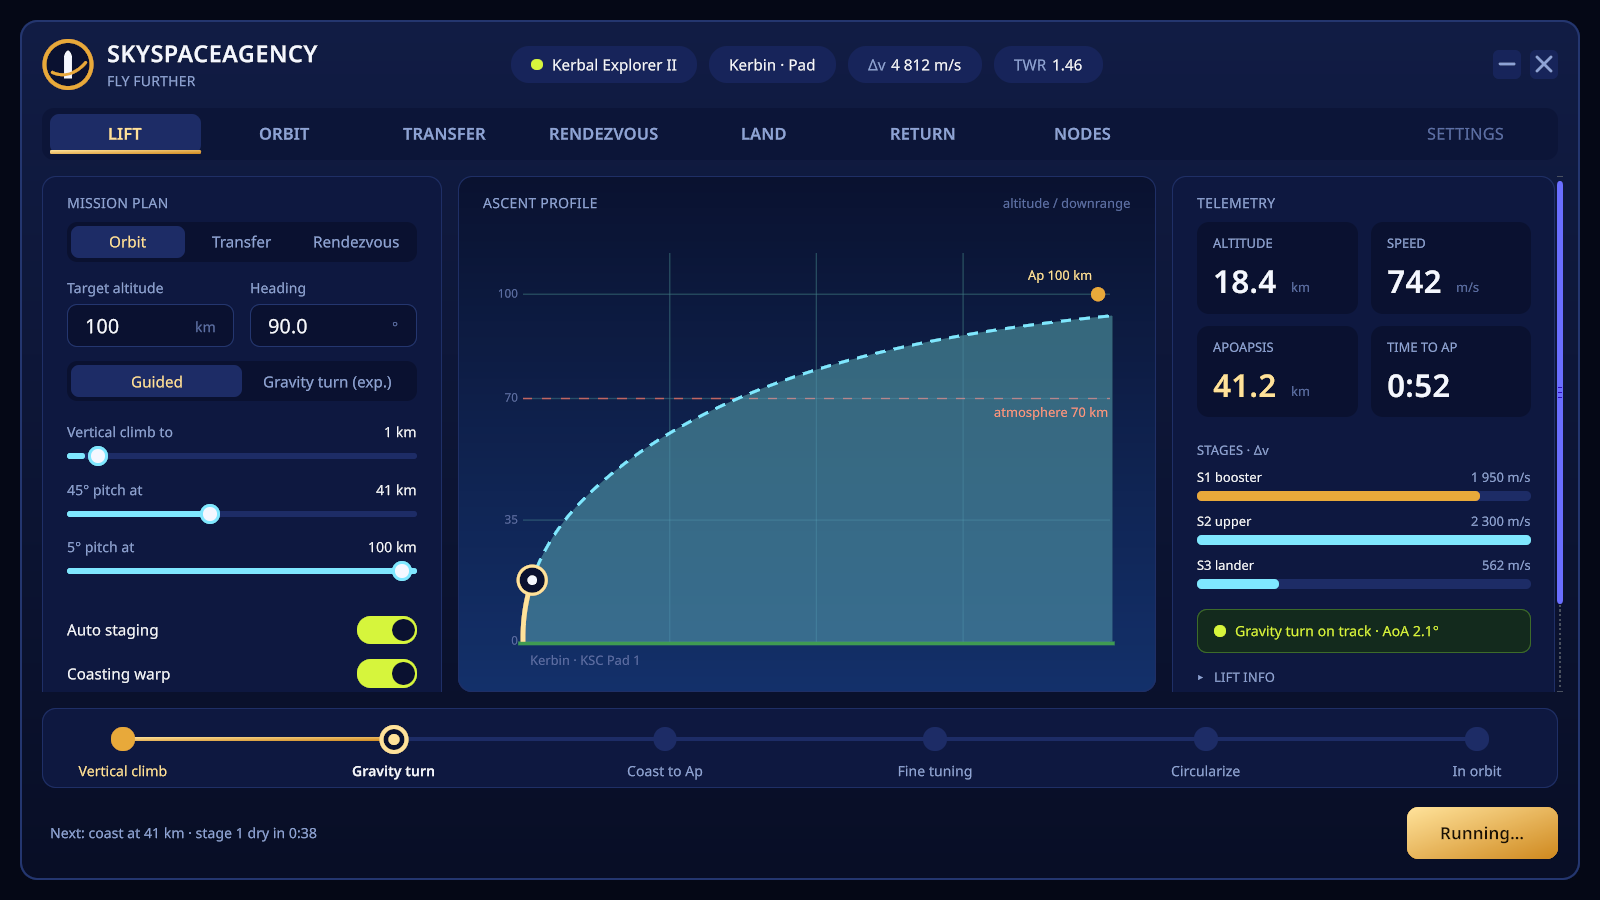 SKYSPACEAGENCY
FLY FURTHER
Kerbal Explorer II
Kerbin · Pad
Δv 4 812 m/s
TWR 1.46
LIFT
ORBIT
TRANSFER
RENDEZVOUS
LAND
RETURN
NODES
SETTINGS
MISSION PLAN
Orbit
Transfer
Rendezvous
Target altitude
Heading
100 km
90.0 °
Guided
Gravity turn (exp.)
Vertical climb to 1 km
45° pitch at 41 km
5° pitch at 100 km
Auto staging
Coasting warp
ASCENT PROFILE
altitude / downrange
Ap 100 km
100
70
atmosphere 70 km
35
0
Kerbin · KSC Pad 1
TELEMETRY
ALTITUDE
18.4 km
SPEED
742 m/s
APOAPSIS
41.2 km
TIME TO AP
0:52
STAGES · Δv
S1 booster 1 950 m/s
S2 upper 2 300 m/s
S3 lander 562 m/s
Gravity turn on track · AoA 2.1°
LIFT INFO
Vertical climb
Gravity turn
Coast to Ap
Fine tuning
Circularize
In orbit
Next: coast at 41 km · stage 1 dry in 0:38
Running...